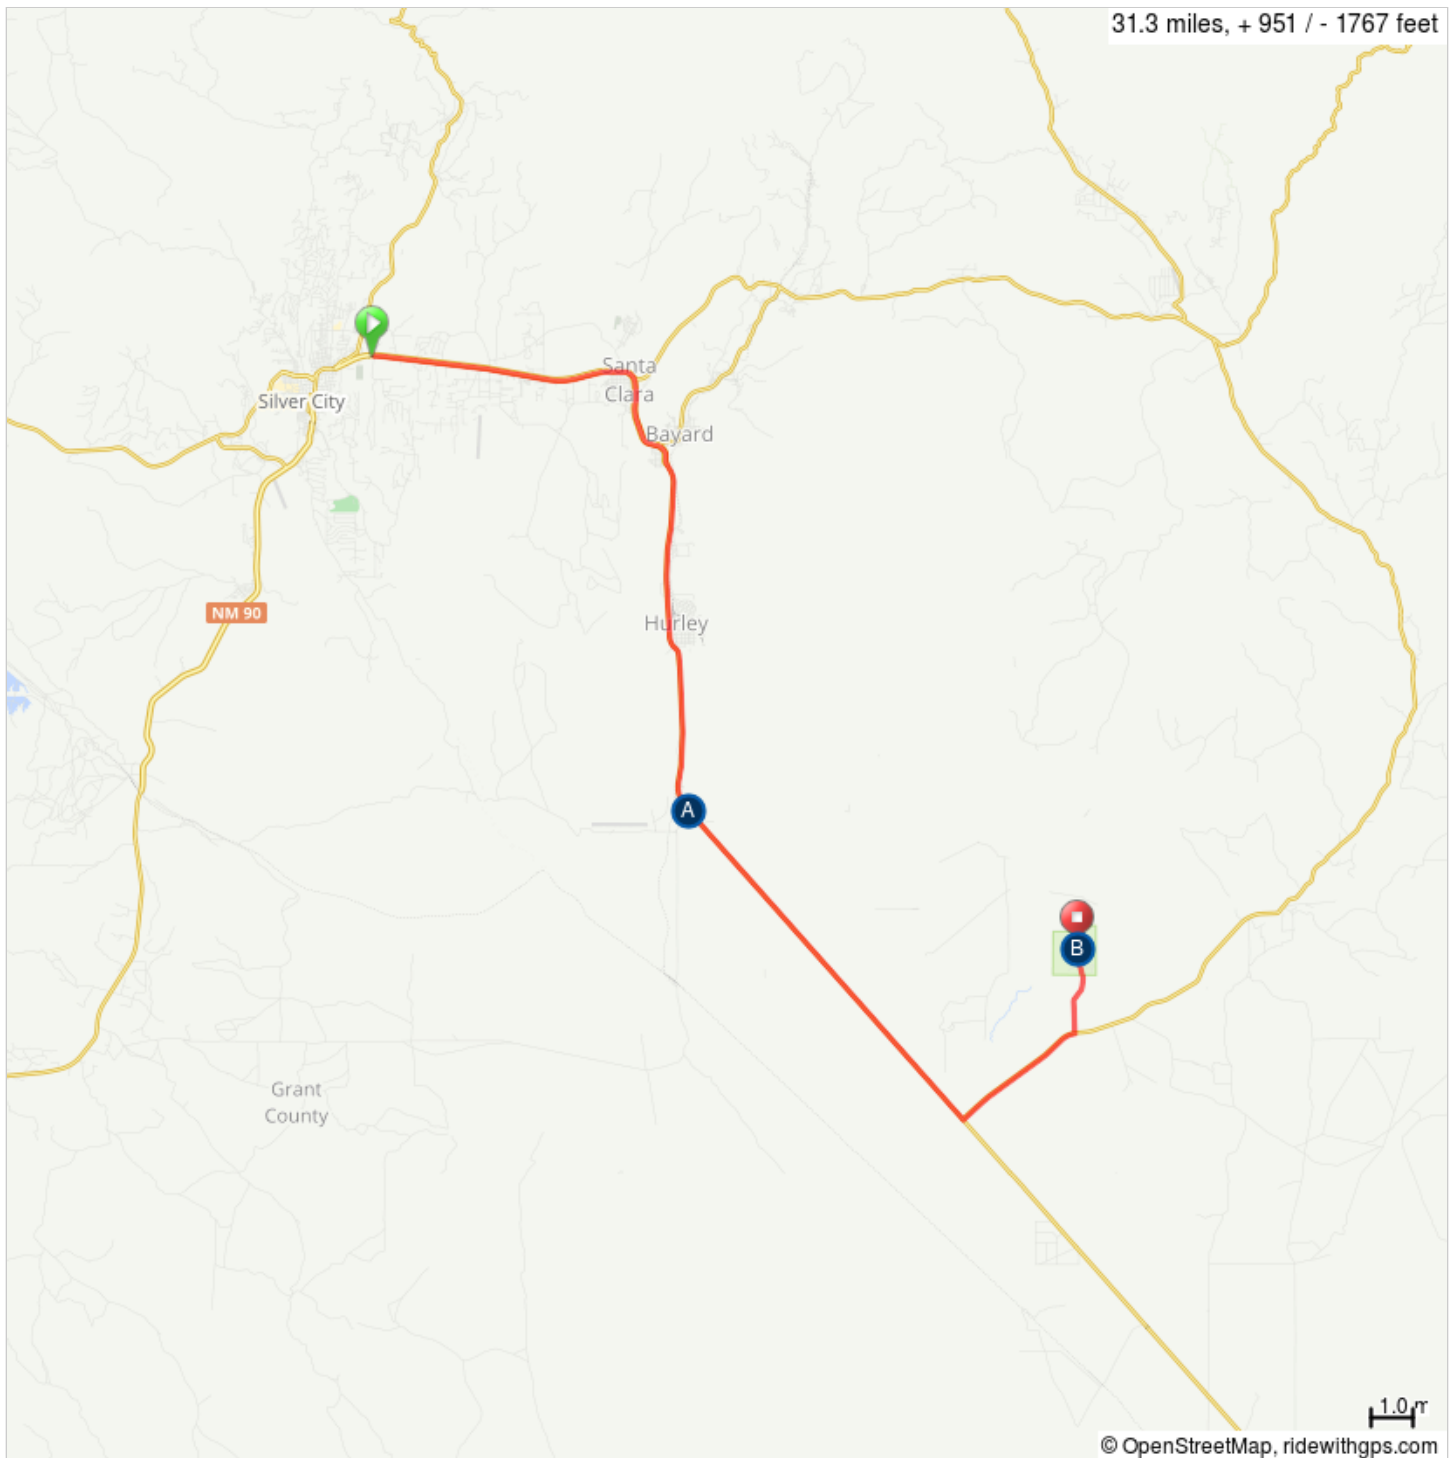 31.3 miles, + 951 / - 1767 feet
Santa
Clara
Silver City
Bayard
NM 90
Hurley
A
B
Grant
County
1.0 m
© OpenStreetMap, ridewithgps.com